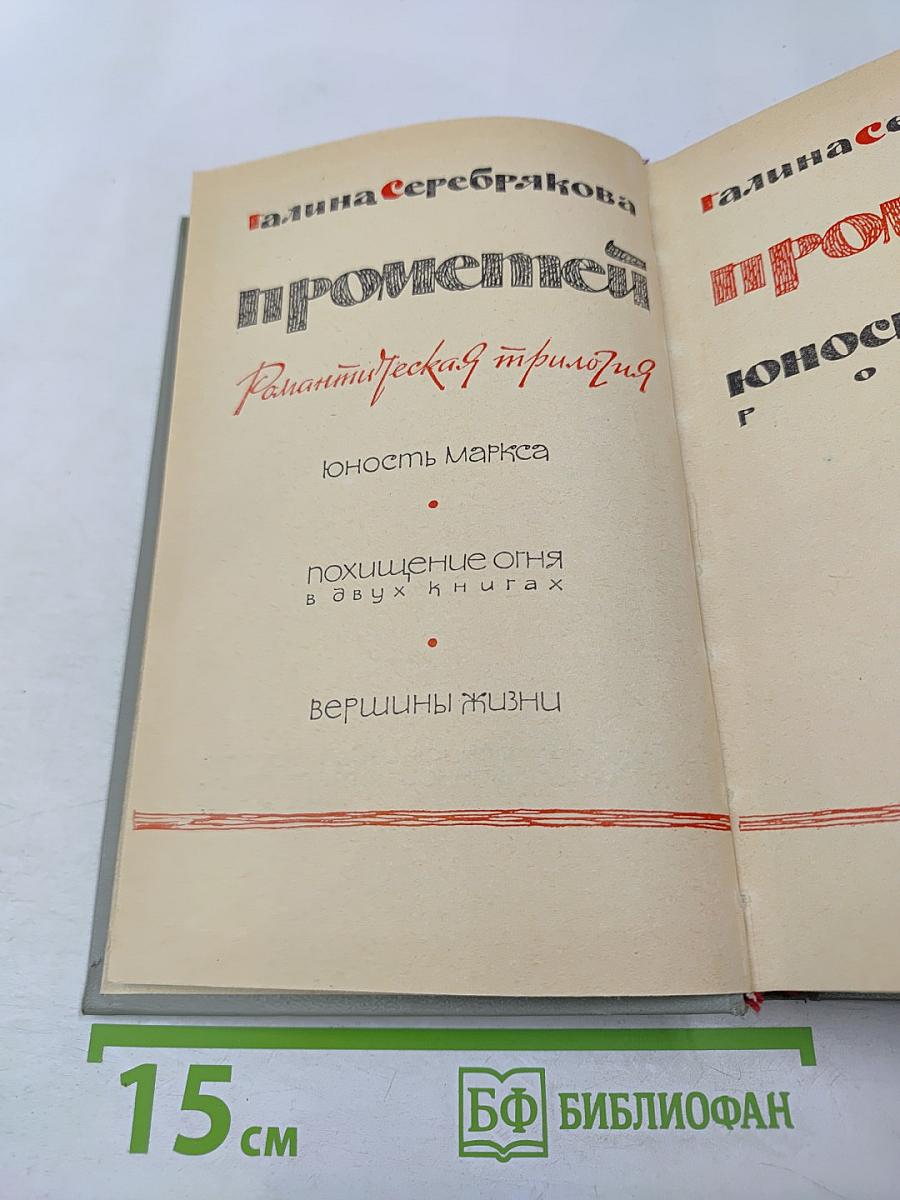 Галина Серебрякова
Прометей
Романтическая трилогия
Юность Маркса
Похищение огня
в двух книгах
Вершины жизни
Галина Се
Про
Юнос
Р О
15 см
БФ БИБЛИОФАН